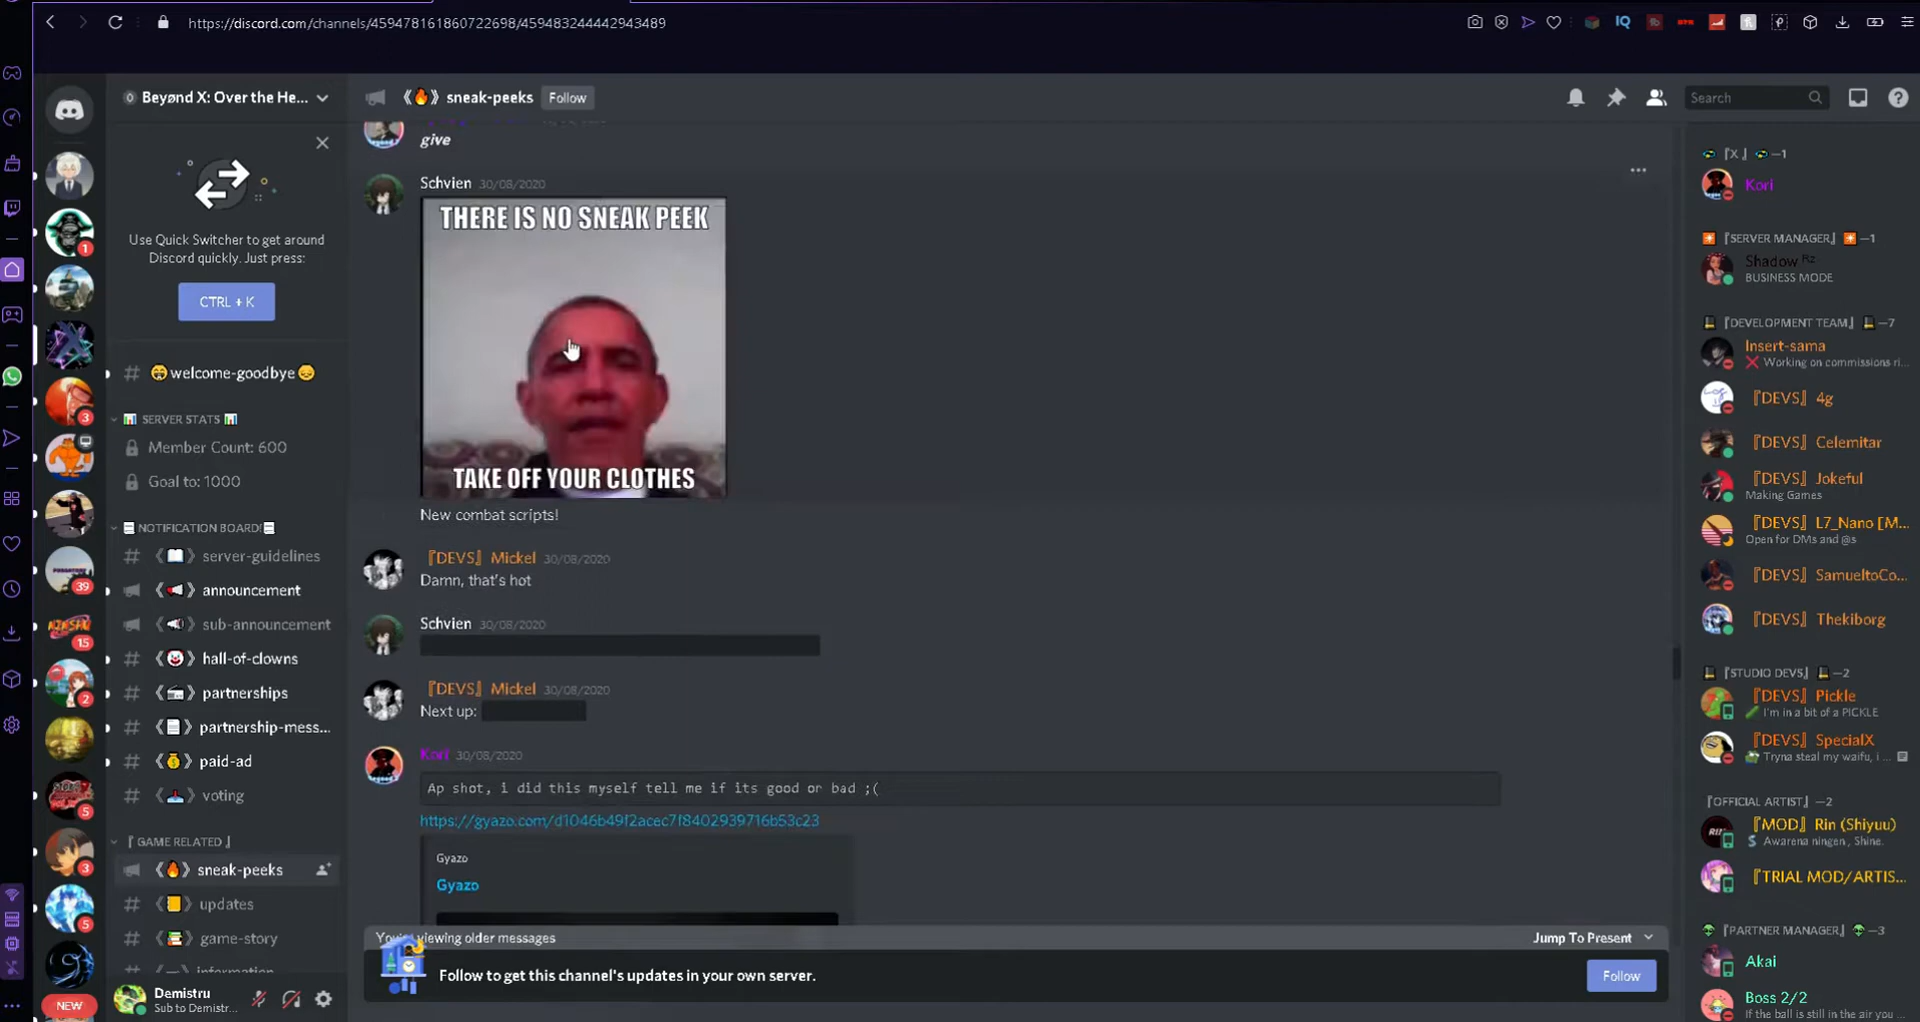 https://discord.com/channels/459478161860722698/459483244442943489
Beyønd X: Over the He...
《🔥》 sneak-peeks Follow
Search
Use Quick Switcher to get around
Discord quickly. Just press:
CTRL + K
# 😁welcome-goodbye😔
📊 SERVER STATS 📊
Member Count: 600
Goal to: 1000
NOTIFICATION BOARD!
# 《📖》 server-guidelines
《📢》 announcement
《📢》 sub-announcement
# 《🤡》 hall-of-clowns
# 《📻》 partnerships
# 《📄》 partnership-mess...
# 《💰》 paid-ad
# 《🗳》 voting
『 GAME RELATED 』
《🔥》 sneak-peeks
# 《📒》 updates
# 《📚》 game-story
NEW
Demistru
Sub to Demistr...
give
Schvien 30/08/2020
THERE IS NO SNEAK PEEK
TAKE OFF YOUR CLOTHES
New combat scripts!
『DEVS』 Mickel 30/08/2020
Damn, that's hot
Schvien 30/08/2020
『DEVS』 Mickel 30/08/2020
Next up:
Kori 30/08/2020
Ap shot, i did this myself tell me if its good or bad ;(
https://gyazo.com/d1046b49f2acec7f8402939716b53c23
Gyazo
Gyazo
viewing older messages
Jump To Present
Follow to get this channel's updates in your own server.
Follow
『X』 —1
Kori
『SERVER MANAGER』 —1
Shadow ᴿᶻ
BUSINESS MODE
『DEVELOPMENT TEAM』 —7
Insert-sama
❌ Working on commissions ri...
『DEVS』 4g
『DEVS』 Celemitar
『DEVS』 Jokeful
Making Games
『DEVS』 L7_Nano [M...
Open for DMs and @s
『DEVS』 SamueltoCo...
『DEVS』 Thekiborg
『STUDIO DEVS』 —2
『DEVS』 Pickle
I'm in a bit of a PICKLE
『DEVS』 SpecialX
Tryna steal my waifu, i ...
『OFFICIAL ARTIST』 —2
『MOD』 Rin (Shiyuu)
Awarena ningen , Shine.
『TRIAL MOD/ARTIS...
『PARTNER MANAGER』 —3
Akai
Boss 2/2
If the ball is still in the air you ...